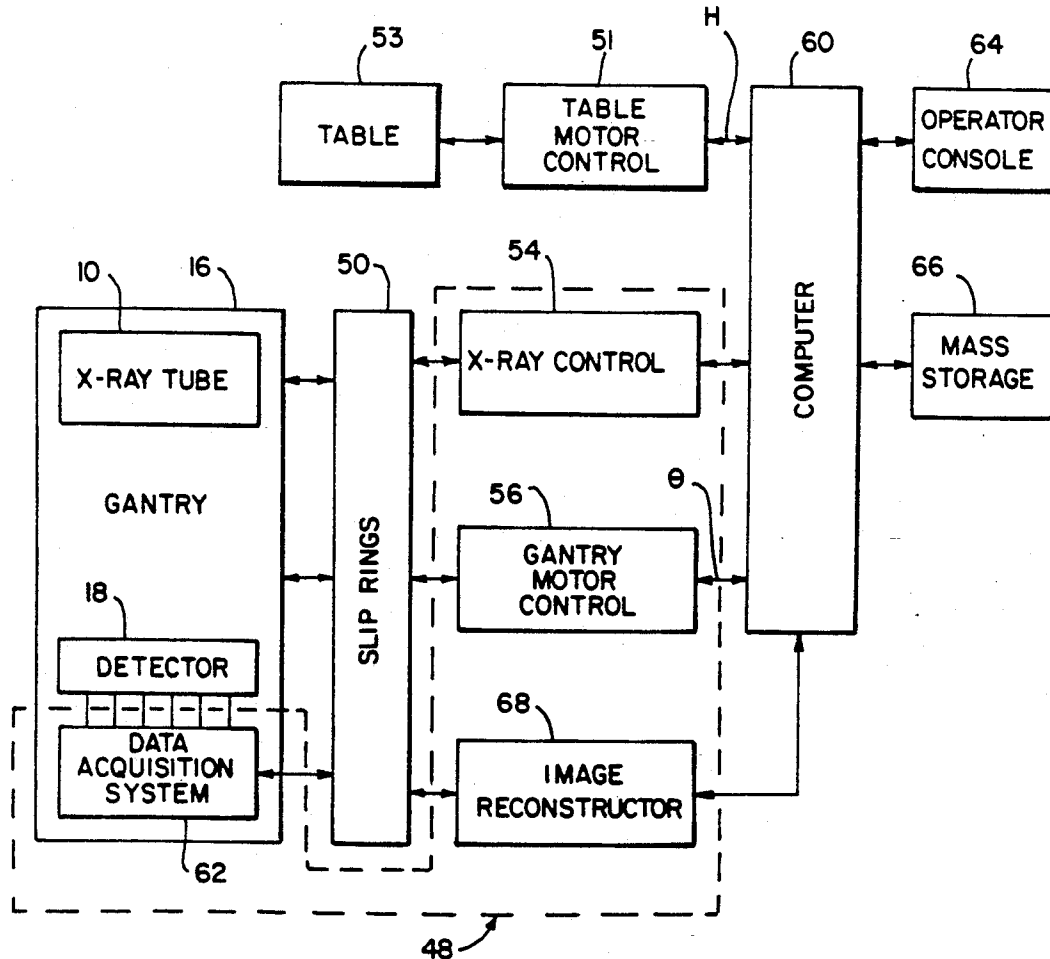 53
51
H
60
64
TABLE
TABLE
MOTOR
CONTROL
OPERATOR
CONSOLE
10
16
50
54
66
X-RAY TUBE
X-RAY CONTROL
COMPUTER
MASS
STORAGE
GANTRY
SLIP RINGS
56
θ
GANTRY
MOTOR
CONTROL
18
DETECTOR
68
DATA
ACQUISITION
SYSTEM
IMAGE
RECONSTRUCTOR
62
48